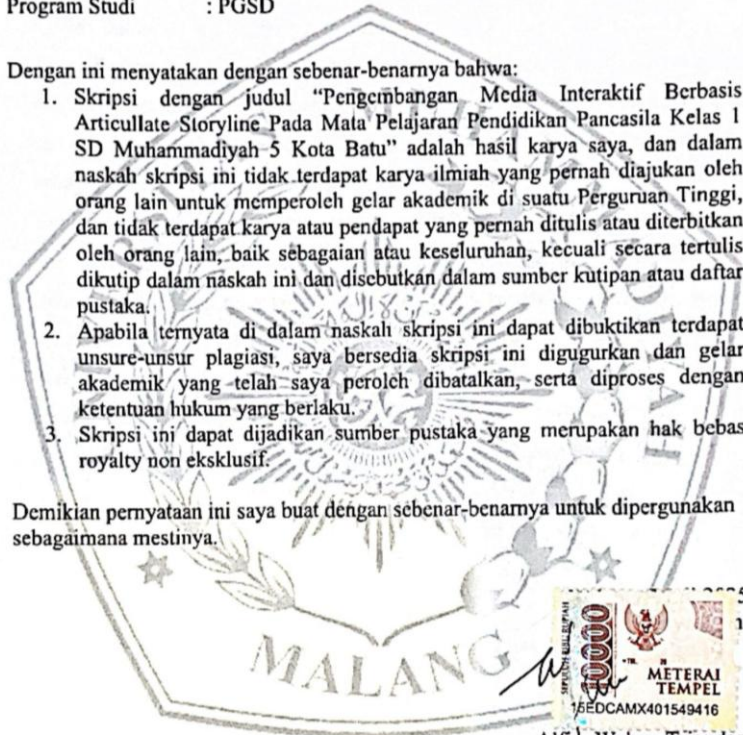 Program Studi : PGSD
Dengan ini menyatakan dengan sebenar-benarnya bahwa:
1. Skripsi dengan judul “Pengembangan Media Interaktif Berbasis
Articullate Storyline Pada Mata Pelajaran Pendidikan Pancasila Kelas 1
SD Muhammadiyah 5 Kota Batu” adalah hasil karya saya, dan dalam
naskah skripsi ini tidak terdapat karya ilmiah yang pernah diajukan oleh
orang lain untuk memperoleh gelar akademik di suatu Perguruan Tinggi,
dan tidak terdapat karya atau pendapat yang pernah ditulis atau diterbitkan
oleh orang lain, baik sebagaian atau keseluruhan, kecuali secara tertulis
dikutip dalam naskah ini dan disebutkan dalam sumber kutipan atau daftar
pustaka.
2. Apabila ternyata di dalam naskah skripsi ini dapat dibuktikan terdapat
unsure-unsur plagiasi, saya bersedia skripsi ini digugurkan dan gelar
akademik yang telah saya peroleh dibatalkan, serta diproses dengan
ketentuan hukum yang berlaku.
3. Skripsi ini dapat dijadikan sumber pustaka yang merupakan hak bebas
royalty non eksklusif.
Demikian pernyataan ini saya buat dengan sebenar-benarnya untuk dipergunakan
sebagaimana mestinya.
MALANG
SEPULUH RIBU RUPIAH
10000
METERAI
TEMPEL
15EDCAMX401549416